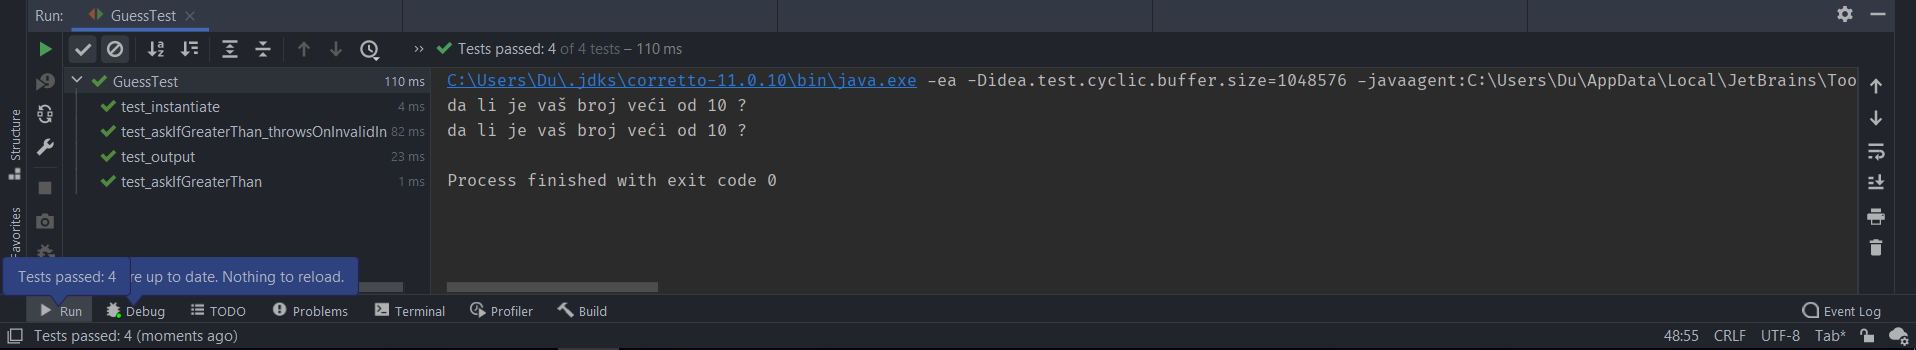 Run: GuessTest
Tests passed: 4 of 4 tests – 110 ms
GuessTest 110 ms
test_instantiate 4 ms
test_askIfGreaterThan_throwsOnInvalidIn 82 ms
test_output 23 ms
test_askIfGreaterThan 1 ms
C:\Users\Du\.jdks\corretto-11.0.10\bin\java.exe -ea -Didea.test.cyclic.buffer.size=1048576 -javaagent:C:\Users\Du\AppData\Local\JetBrains\Too
da li je vaš broj veći od 10 ?
da li je vaš broj veći od 10 ?
Process finished with exit code 0
Structure
Favorites
Tests passed: 4
re up to date. Nothing to reload.
Run Debug TODO Problems Terminal Profiler Build Event Log
Tests passed: 4 (moments ago) 48:55 CRLF UTF-8 Tab*